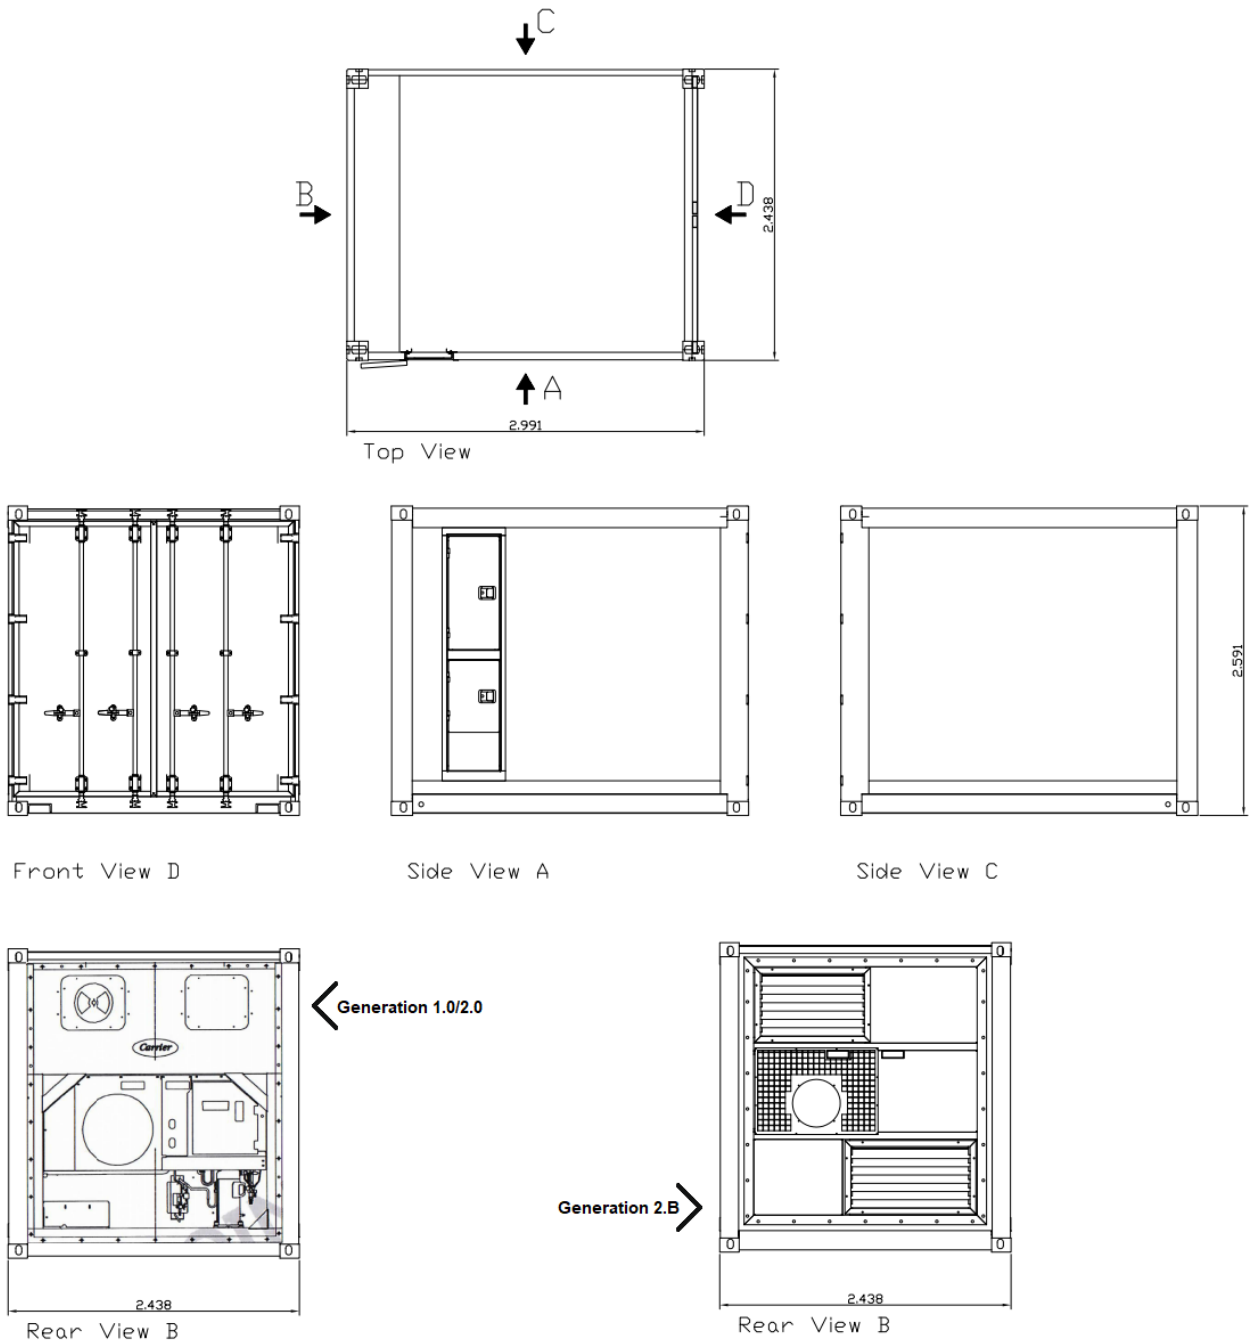 C
B
D
2.438
A
2.991
Top View
2.591
Front View D
Side View A
Side View C
Generation 1.0/2.0
Carrier
Generation 2.B
2.438
2.438
Rear View B
Rear View B